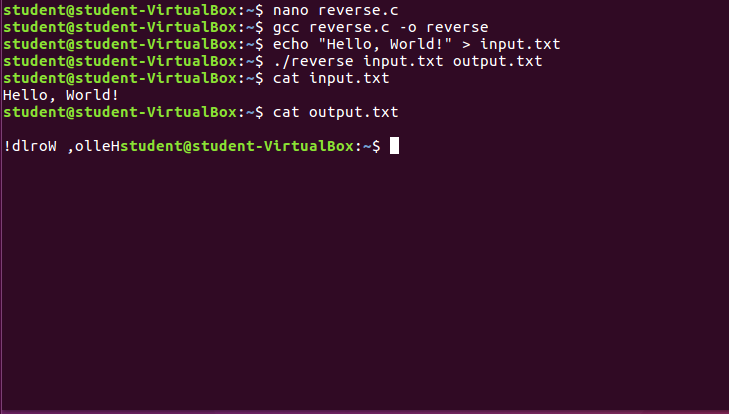 student@student-VirtualBox:~$ nano reverse.c
student@student-VirtualBox:~$ gcc reverse.c -o reverse
student@student-VirtualBox:~$ echo "Hello, World!" > input.txt
student@student-VirtualBox:~$ ./reverse input.txt output.txt
student@student-VirtualBox:~$ cat input.txt
Hello, World!
student@student-VirtualBox:~$ cat output.txt
!dlroW ,olleHstudent@student-VirtualBox:~$